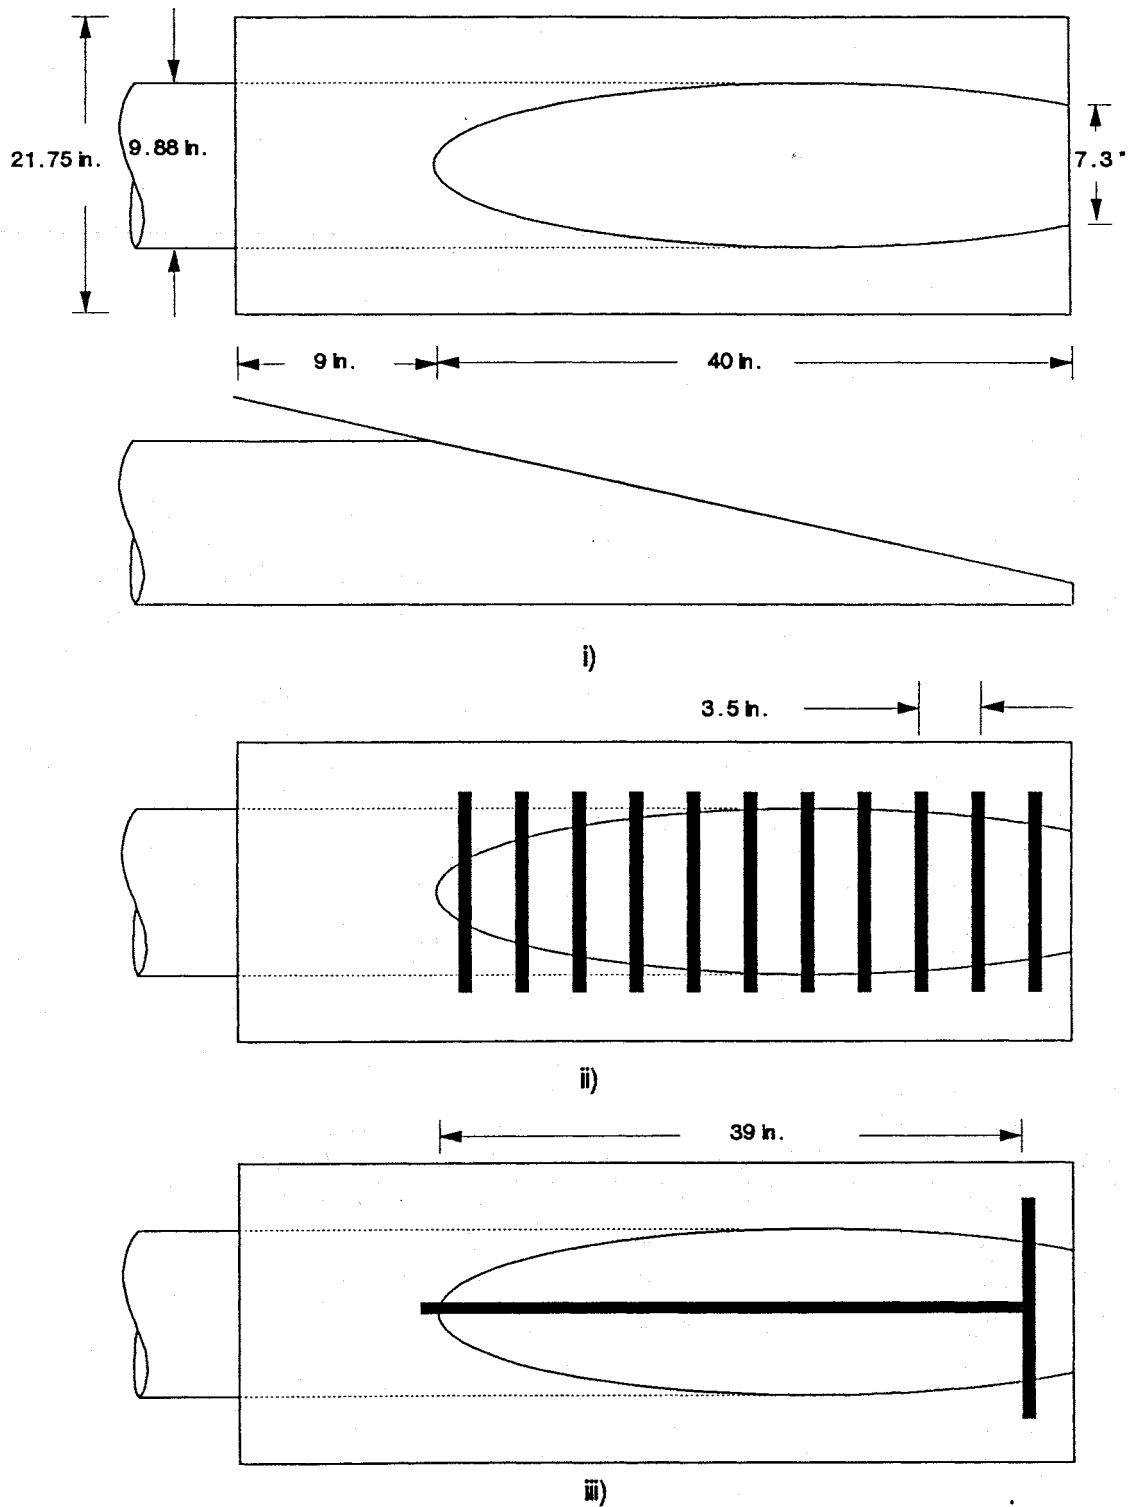 21.75 in.
9.88 in.
7.3"
9 in.
40 in.
i)
3.5 in.
ii)
39 in.
iii)